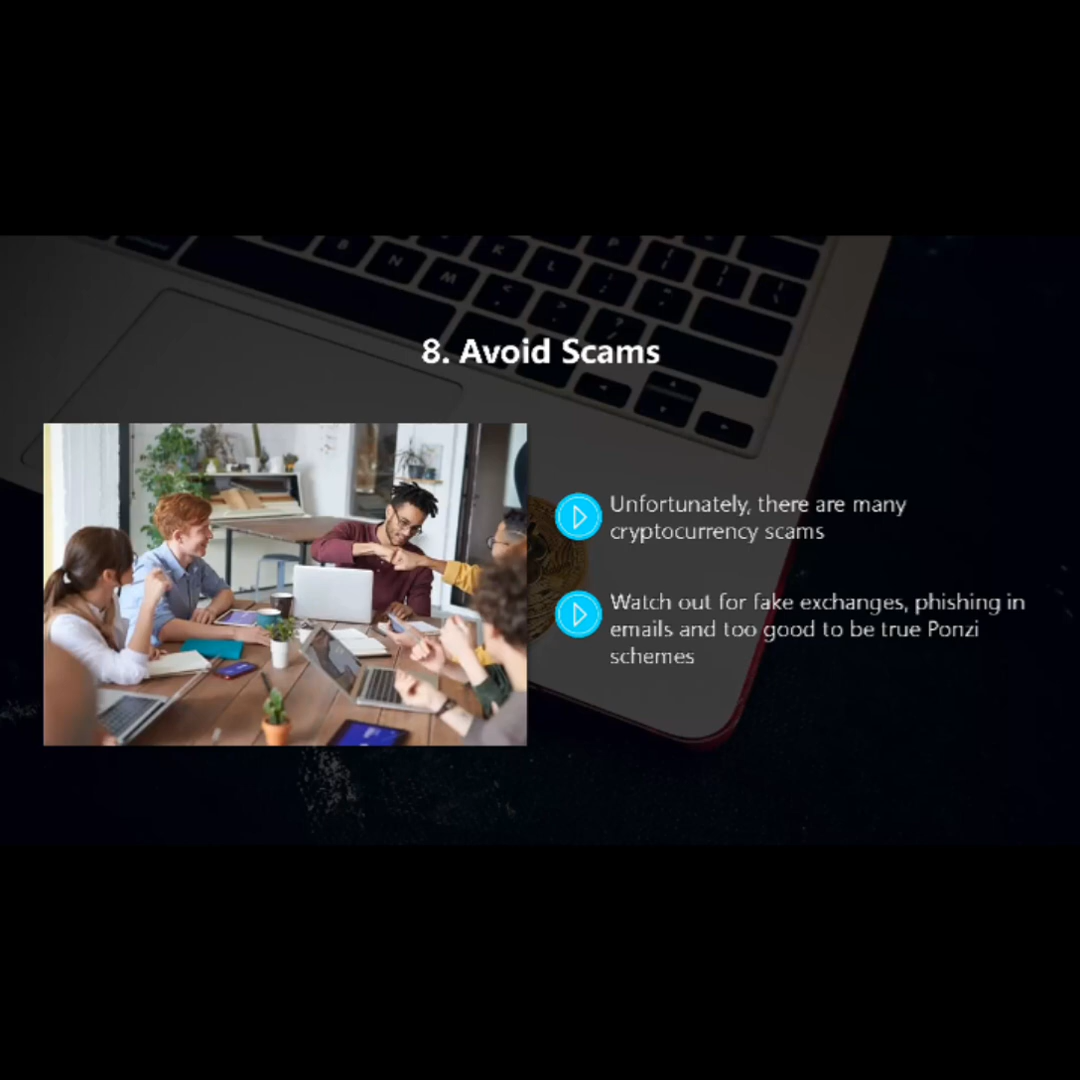 8. Avoid Scams
Unfortunately, there are many
cryptocurrency scams
Watch out for fake exchanges, phishing in
emails and too good to be true Ponzi
schemes